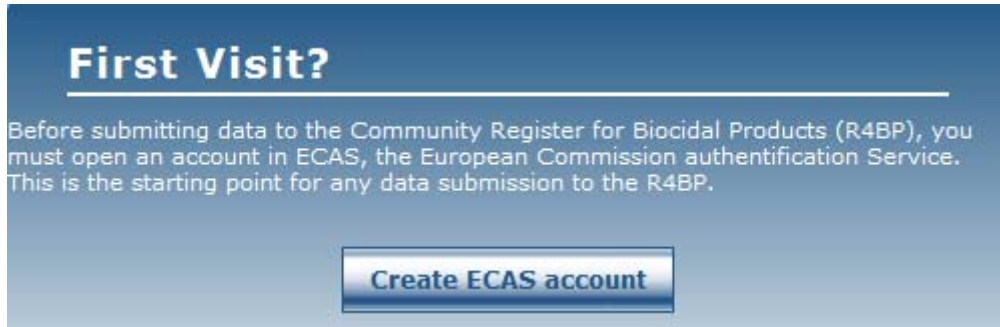 First Visit?
Before submitting data to the Community Register for Biocidal Products (R4BP), you
must open an account in ECAS, the European Commission authentification Service.
This is the starting point for any data submission to the R4BP.
Create ECAS account